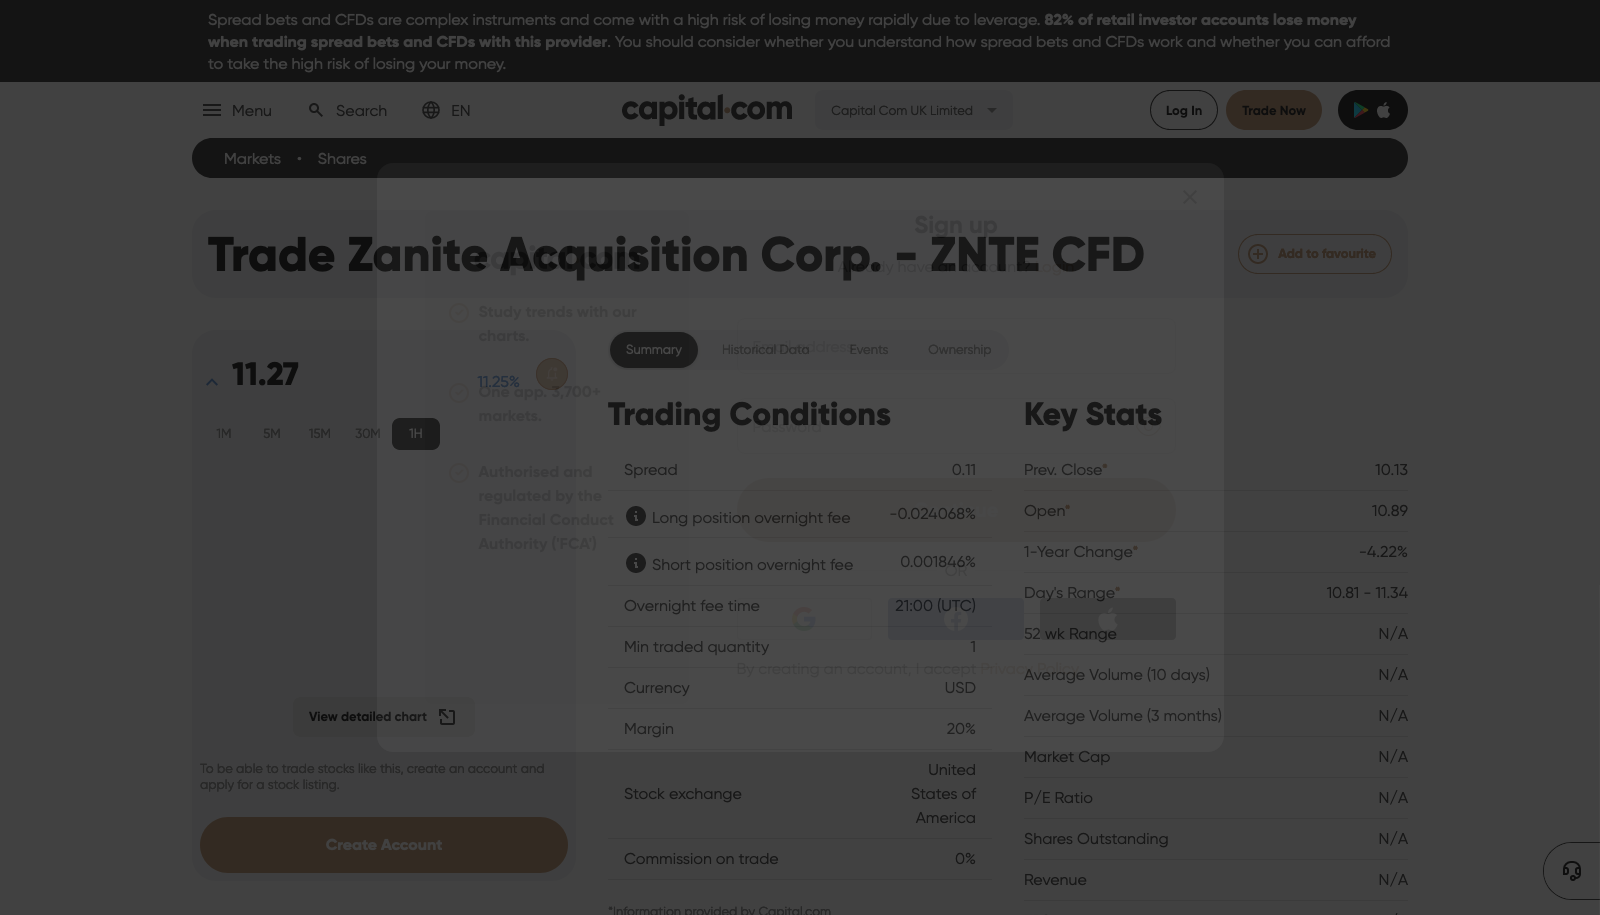 Spread bets and CFDs are complex instruments and come with a high risk of losing money rapidly due to leverage. 82% of retail investor accounts lose money
when trading spread bets and CFDs with this provider. You should consider whether you understand how spread bets and CFDs work and whether you can afford
to take the high risk of losing your money.
Menu Search EN capital.com Capital Com UK Limited Log In Trade Now
Markets • Shares
Sign up
Trade Zanite Acquisition Corp. - ZNTE CFD
Add to favourite
Already have an account? Login
Study trends with our
charts.
11.27
11.25%
One app. 3,700+
markets.
1M 5M 15M 30M 1H
Authorised and
regulated by the
Financial Conduct
Authority ('FCA')
View detailed chart
To be able to trade stocks like this, create an account and
apply for a stock listing.
Create Account
Summary Historical Data Events Ownership
Trading Conditions
Password
Spread 0.11
Long position overnight fee -0.024068%
Short position overnight fee 0.001846%
OR
Overnight fee time 21:00 (UTC)
Min traded quantity 1
By creating an account, I accept Privacy Policy
Currency USD
Margin 20%
Stock exchange United
States of
America
Commission on trade 0%
*Information provided by Capital.com
Key Stats
Prev. Close* 10.13
Open* 10.89
1-Year Change* -4.22%
Day's Range* 10.81 - 11.34
52 wk Range N/A
Average Volume (10 days) N/A
Average Volume (3 months) N/A
Market Cap N/A
P/E Ratio N/A
Shares Outstanding N/A
Revenue N/A